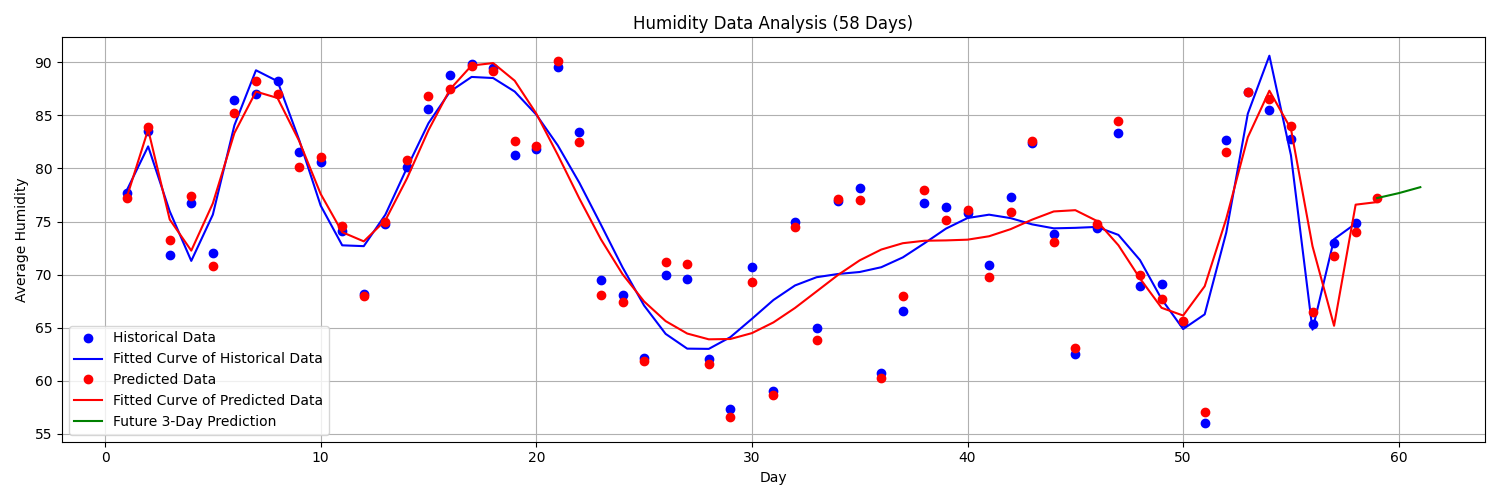 Humidity Data Analysis (58 Days)
Average Humidity
90
85
80
75
70
65
60
55
Historical Data
Fitted Curve of Historical Data
Predicted Data
Fitted Curve of Predicted Data
Future 3-Day Prediction
0 10 20 30 40 50 60
Day